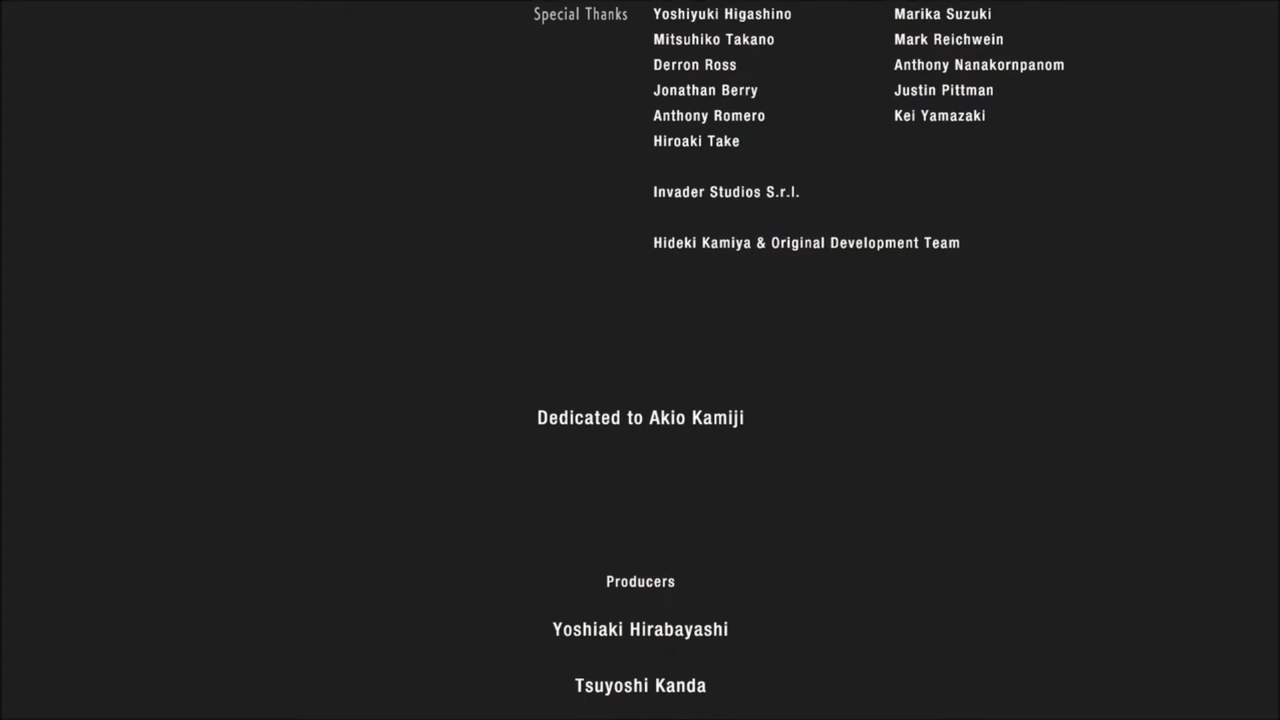 Special Thanks Yoshiyuki Higashino Marika Suzuki
Mitsuhiko Takano Mark Reichwein
Derron Ross Anthony Nanakornpanom
Jonathan Berry Justin Pittman
Anthony Romero Kei Yamazaki
Hiroaki Take
Invader Studios S.r.l.
Hideki Kamiya & Original Development Team
Dedicated to Akio Kamiji
Producers
Yoshiaki Hirabayashi
Tsuyoshi Kanda